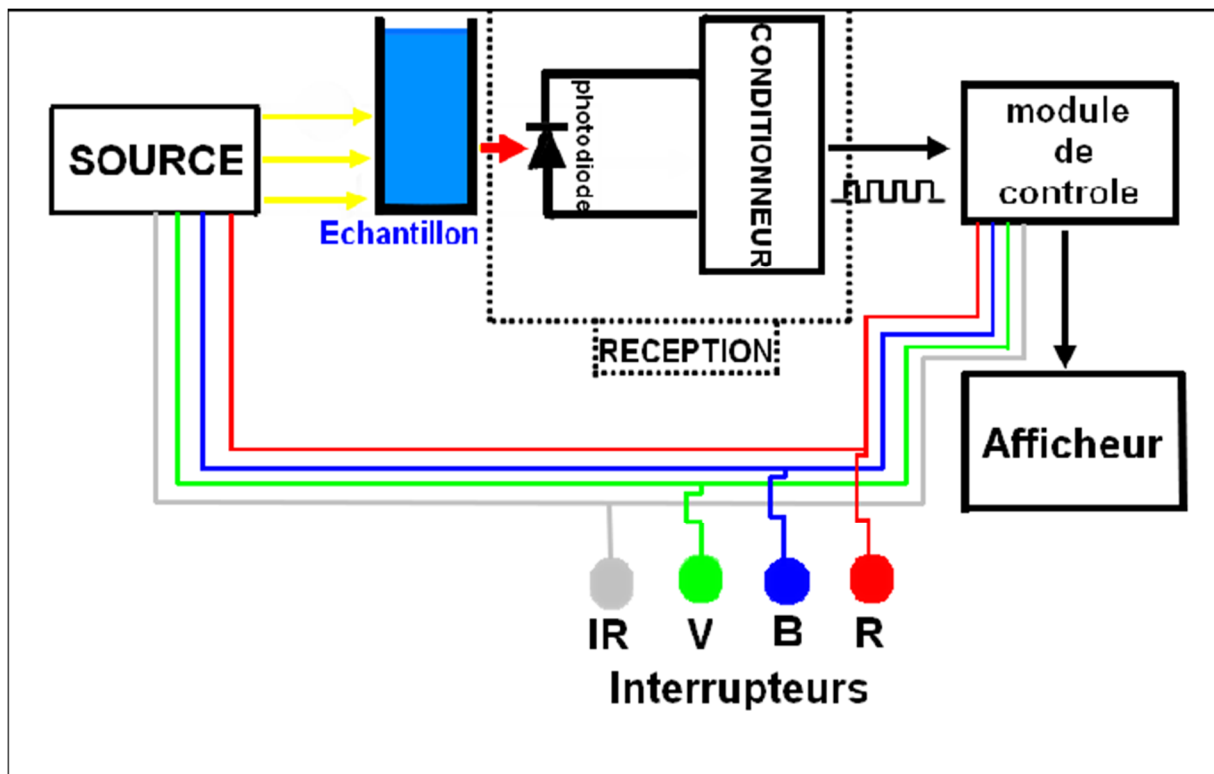 SOURCE
Echantillon
photodiode
CONDITIONNEUR
module
de
controle
RECEPTION
Afficheur
IR V B R
Interrupteurs